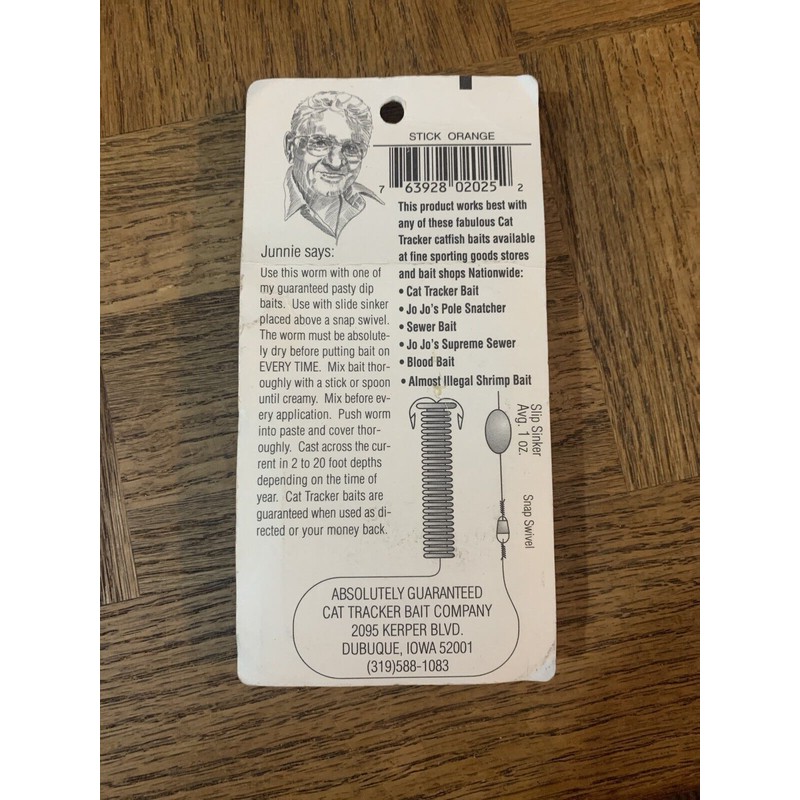 STICK ORANGE
7 63928 02025 2
This product works best with
any of these fabulous Cat
Tracker catfish baits available
at fine sporting goods stores
and bait shops Nationwide:
• Cat Tracker Bait
• Jo Jo's Pole Snatcher
• Sewer Bait
• Jo Jo's Supreme Sewer
• Blood Bait
• Almost Illegal Shrimp Bait
Junnie says:
Use this worm with one of
my guaranteed pasty dip
baits. Use with slide sinker
placed above a snap swivel.
The worm must be absolute-
ly dry before putting bait on
EVERY TIME. Mix bait thor-
oughly with a stick or spoon
until creamy. Mix before ev-
ery application. Push worm
into paste and cover thor-
oughly. Cast across the cur-
rent in 2 to 20 foot depths
depending on the time of
year. Cat Tracker baits are
guaranteed when used as di-
rected or your money back.
Slip Sinker
Avg. 1 oz.
Snap Swivel
ABSOLUTELY GUARANTEED
CAT TRACKER BAIT COMPANY
2095 KERPER BLVD.
DUBUQUE, IOWA 52001
(319)588-1083